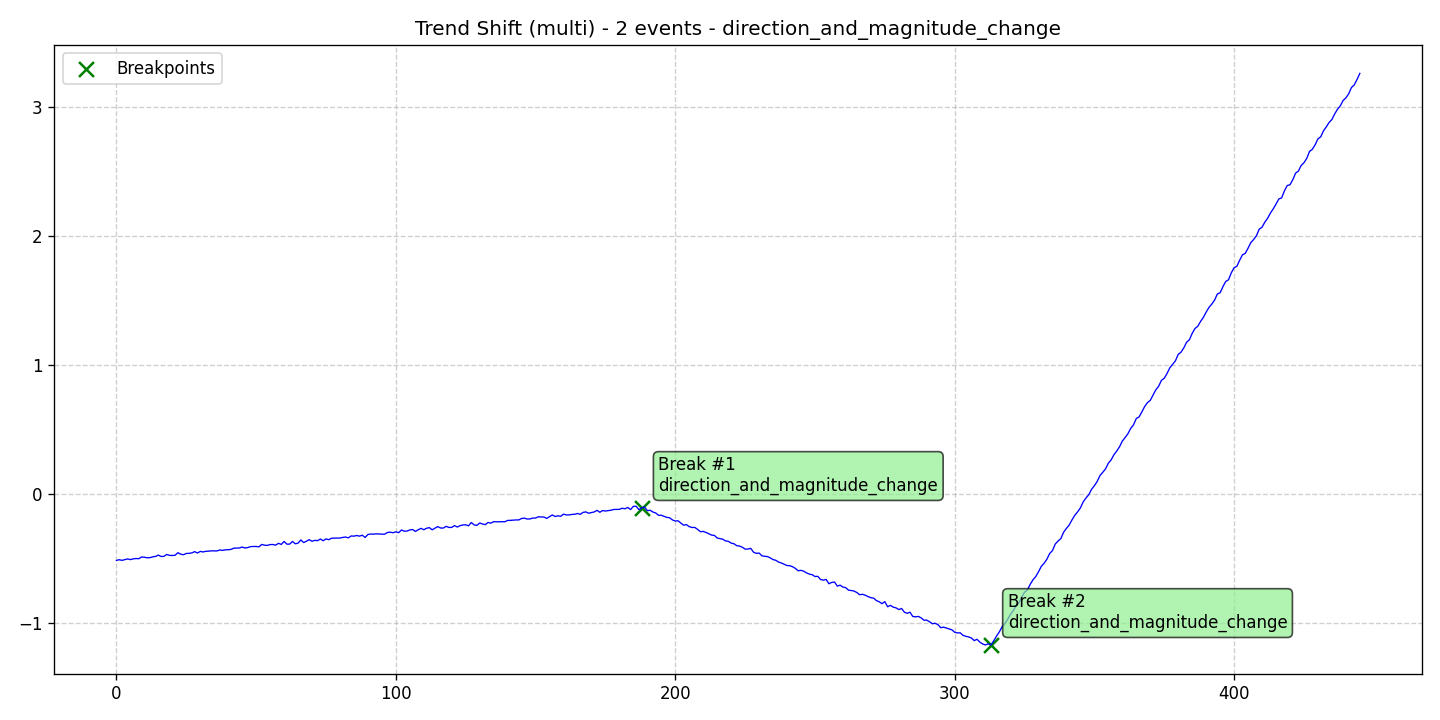 Trend Shift (multi) - 2 events - direction_and_magnitude_change
Breakpoints
3
2
1
0
−1
Break #1
direction_and_magnitude_change
Break #2
direction_and_magnitude_change
0
100
200
300
400